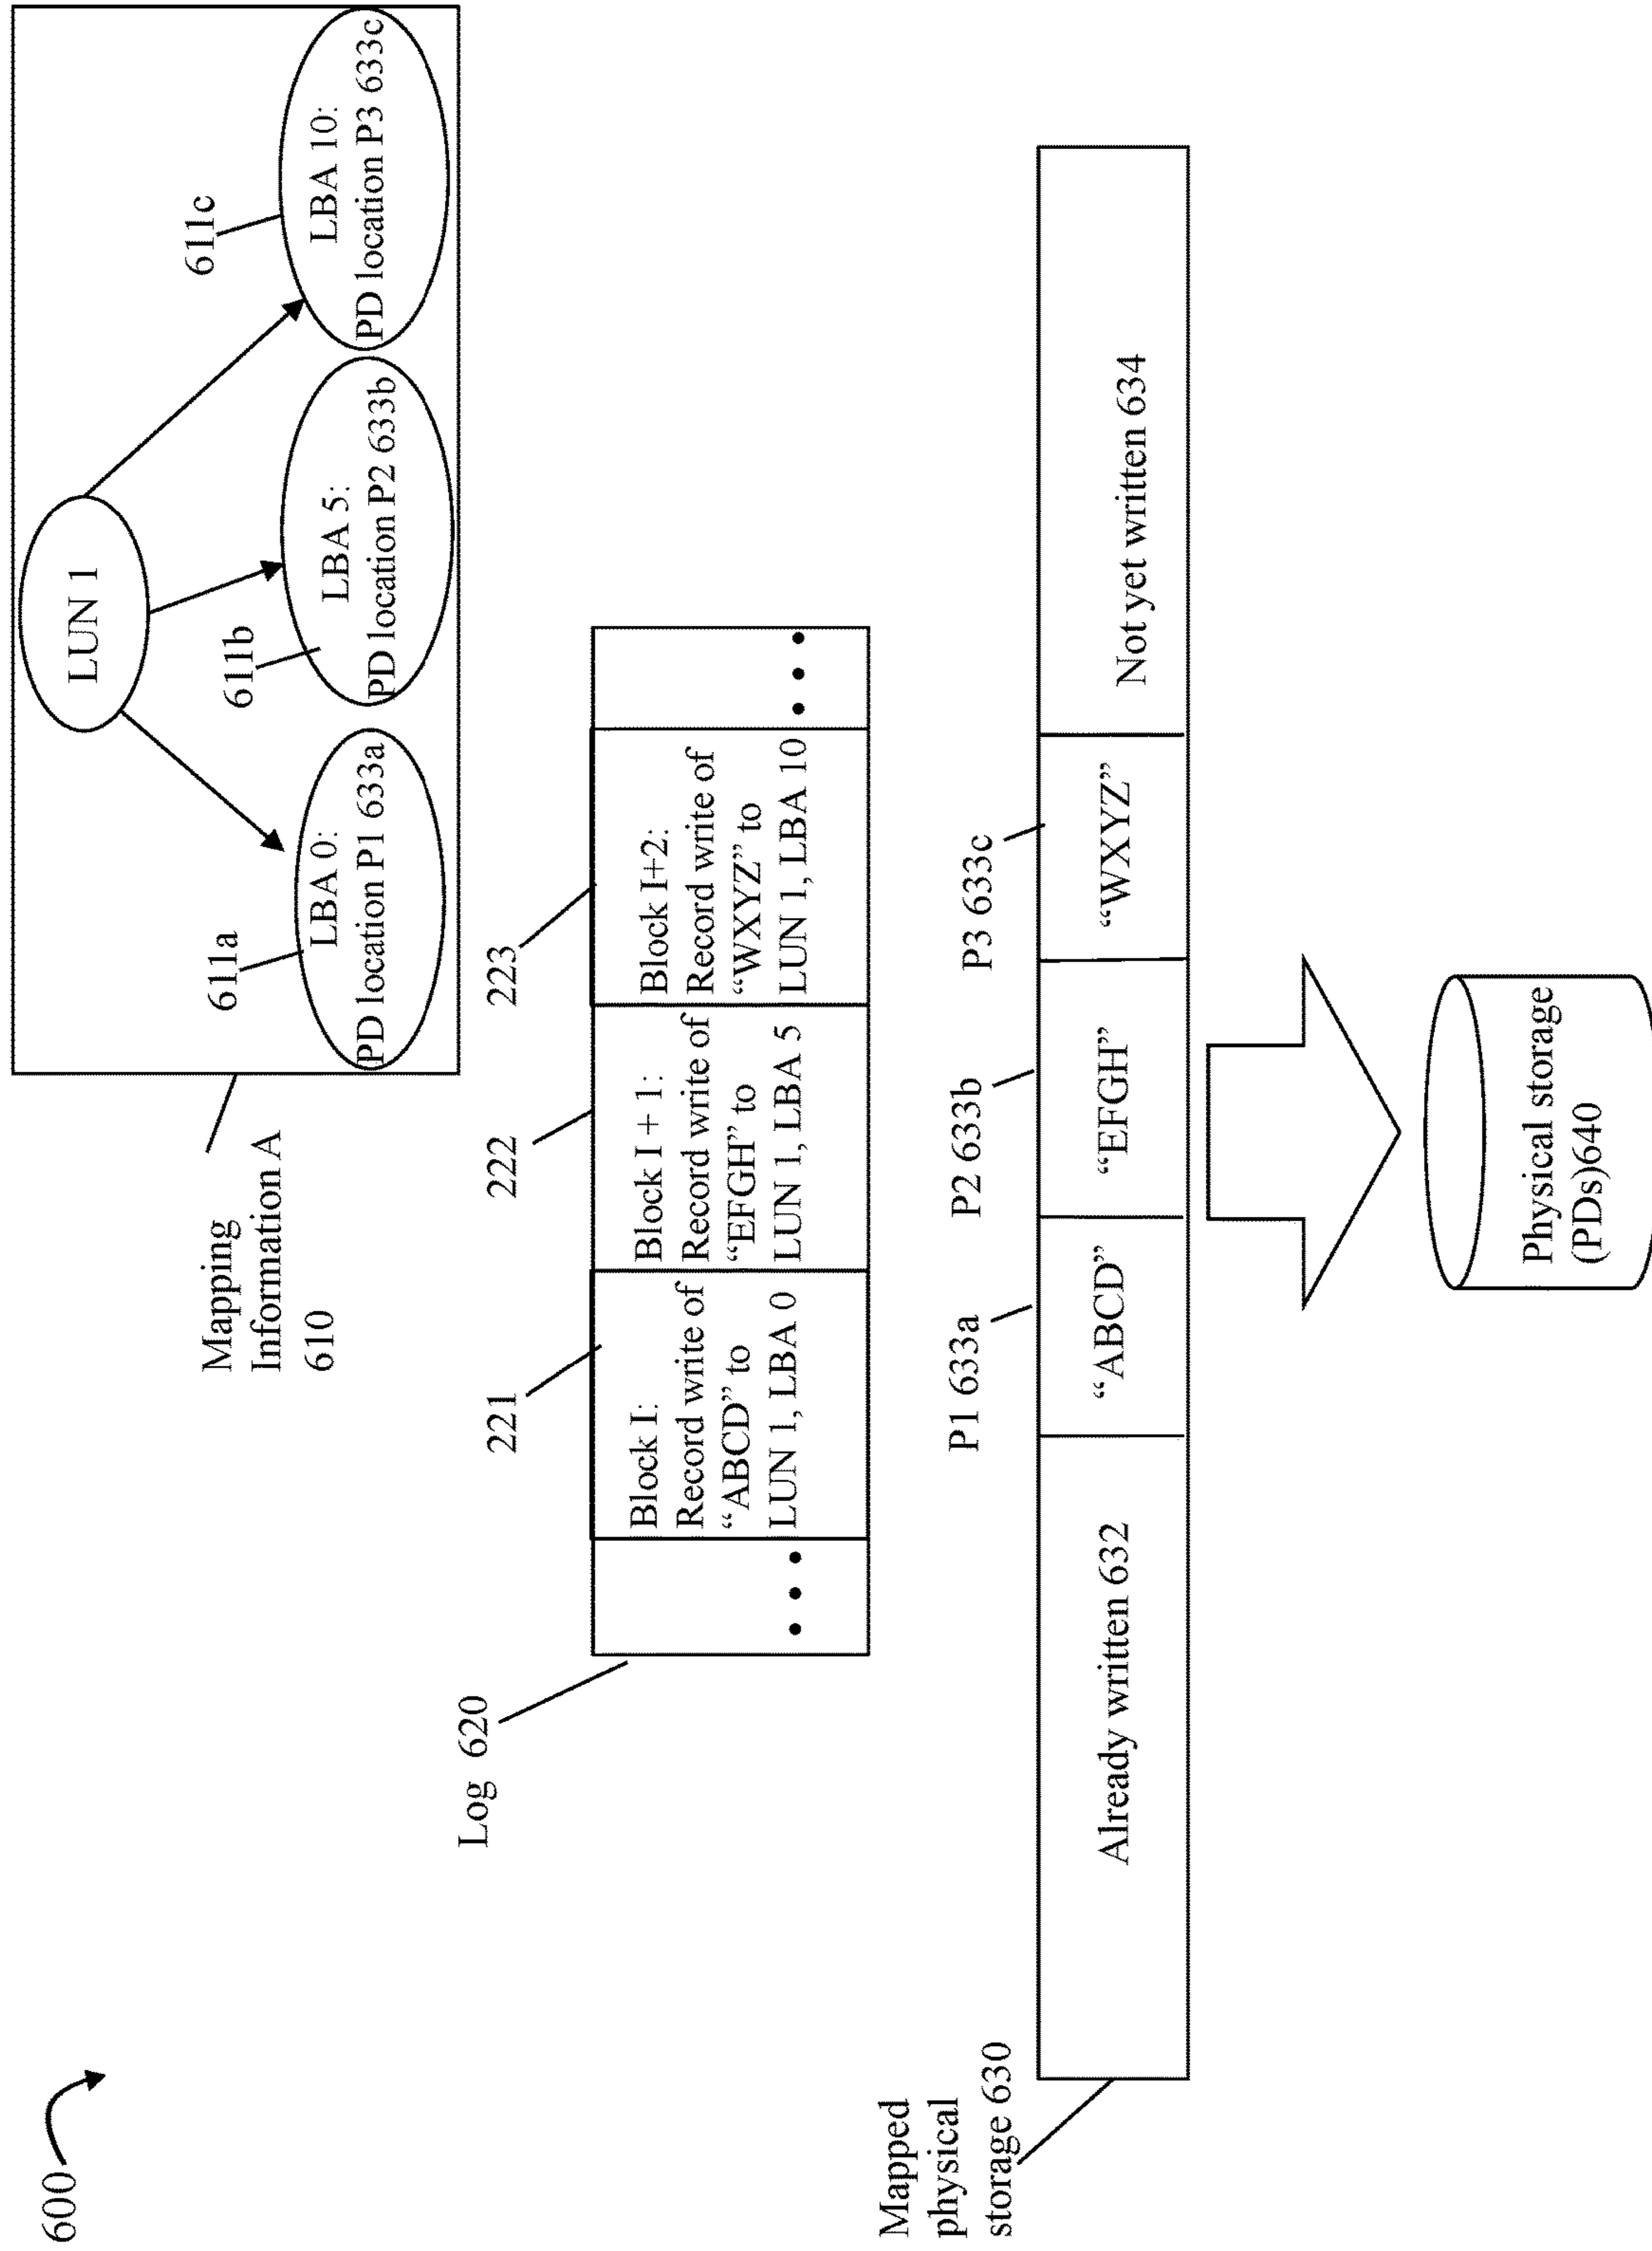 600
LUN 1
611a
611b
611c
LBA 0:
PD location P1 633a
LBA 5:
PD location P2 633b
LBA 10:
PD location P3 633c
Mapping
Information A
610
Log 620
221
222
223
Block I:
Record write of
“ABCD” to
LUN 1, LBA 0
Block I + 1:
Record write of
“EFGH” to
LUN 1, LBA 5
Block I+2:
Record write of
“WXYZ” to
LUN 1, LBA 10
Mapped
physical
storage 630
P1 633a
P2 633b
P3 633c
Already written 632
“ABCD”
“EFGH”
“WXYZ”
Not yet written 634
Physical storage
(PDs)640